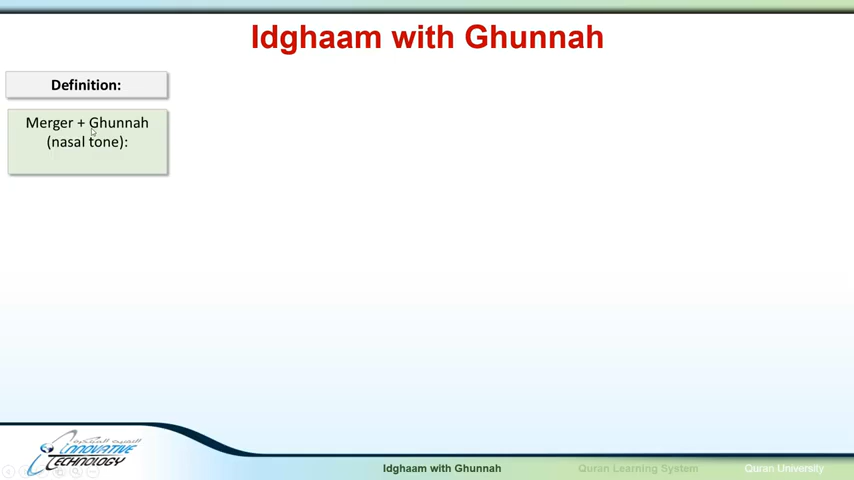 Idghaam with Ghunnah
Definition:
Merger + Ghunnah
(nasal tone):
INNOVATIVE
TECHNOLOGY
Idghaam with Ghunnah
Quran Learning System
Quran University